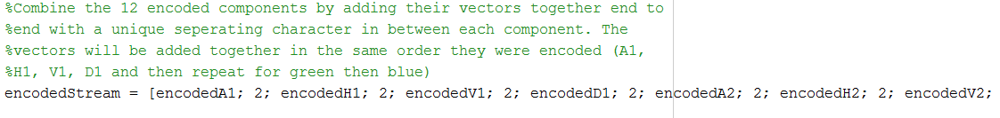 %Combine the 12 encoded components by adding their vectors together end to
%end with a unique seperating character in between each component. The
%vectors will be added together in the same order they were encoded (A1,
%H1, V1, D1 and then repeat for green then blue)
encodedStream = [encodedA1; 2; encodedH1; 2; encodedV1; 2; encodedD1; 2; encodedA2; 2; encodedH2; 2; encodedV2;